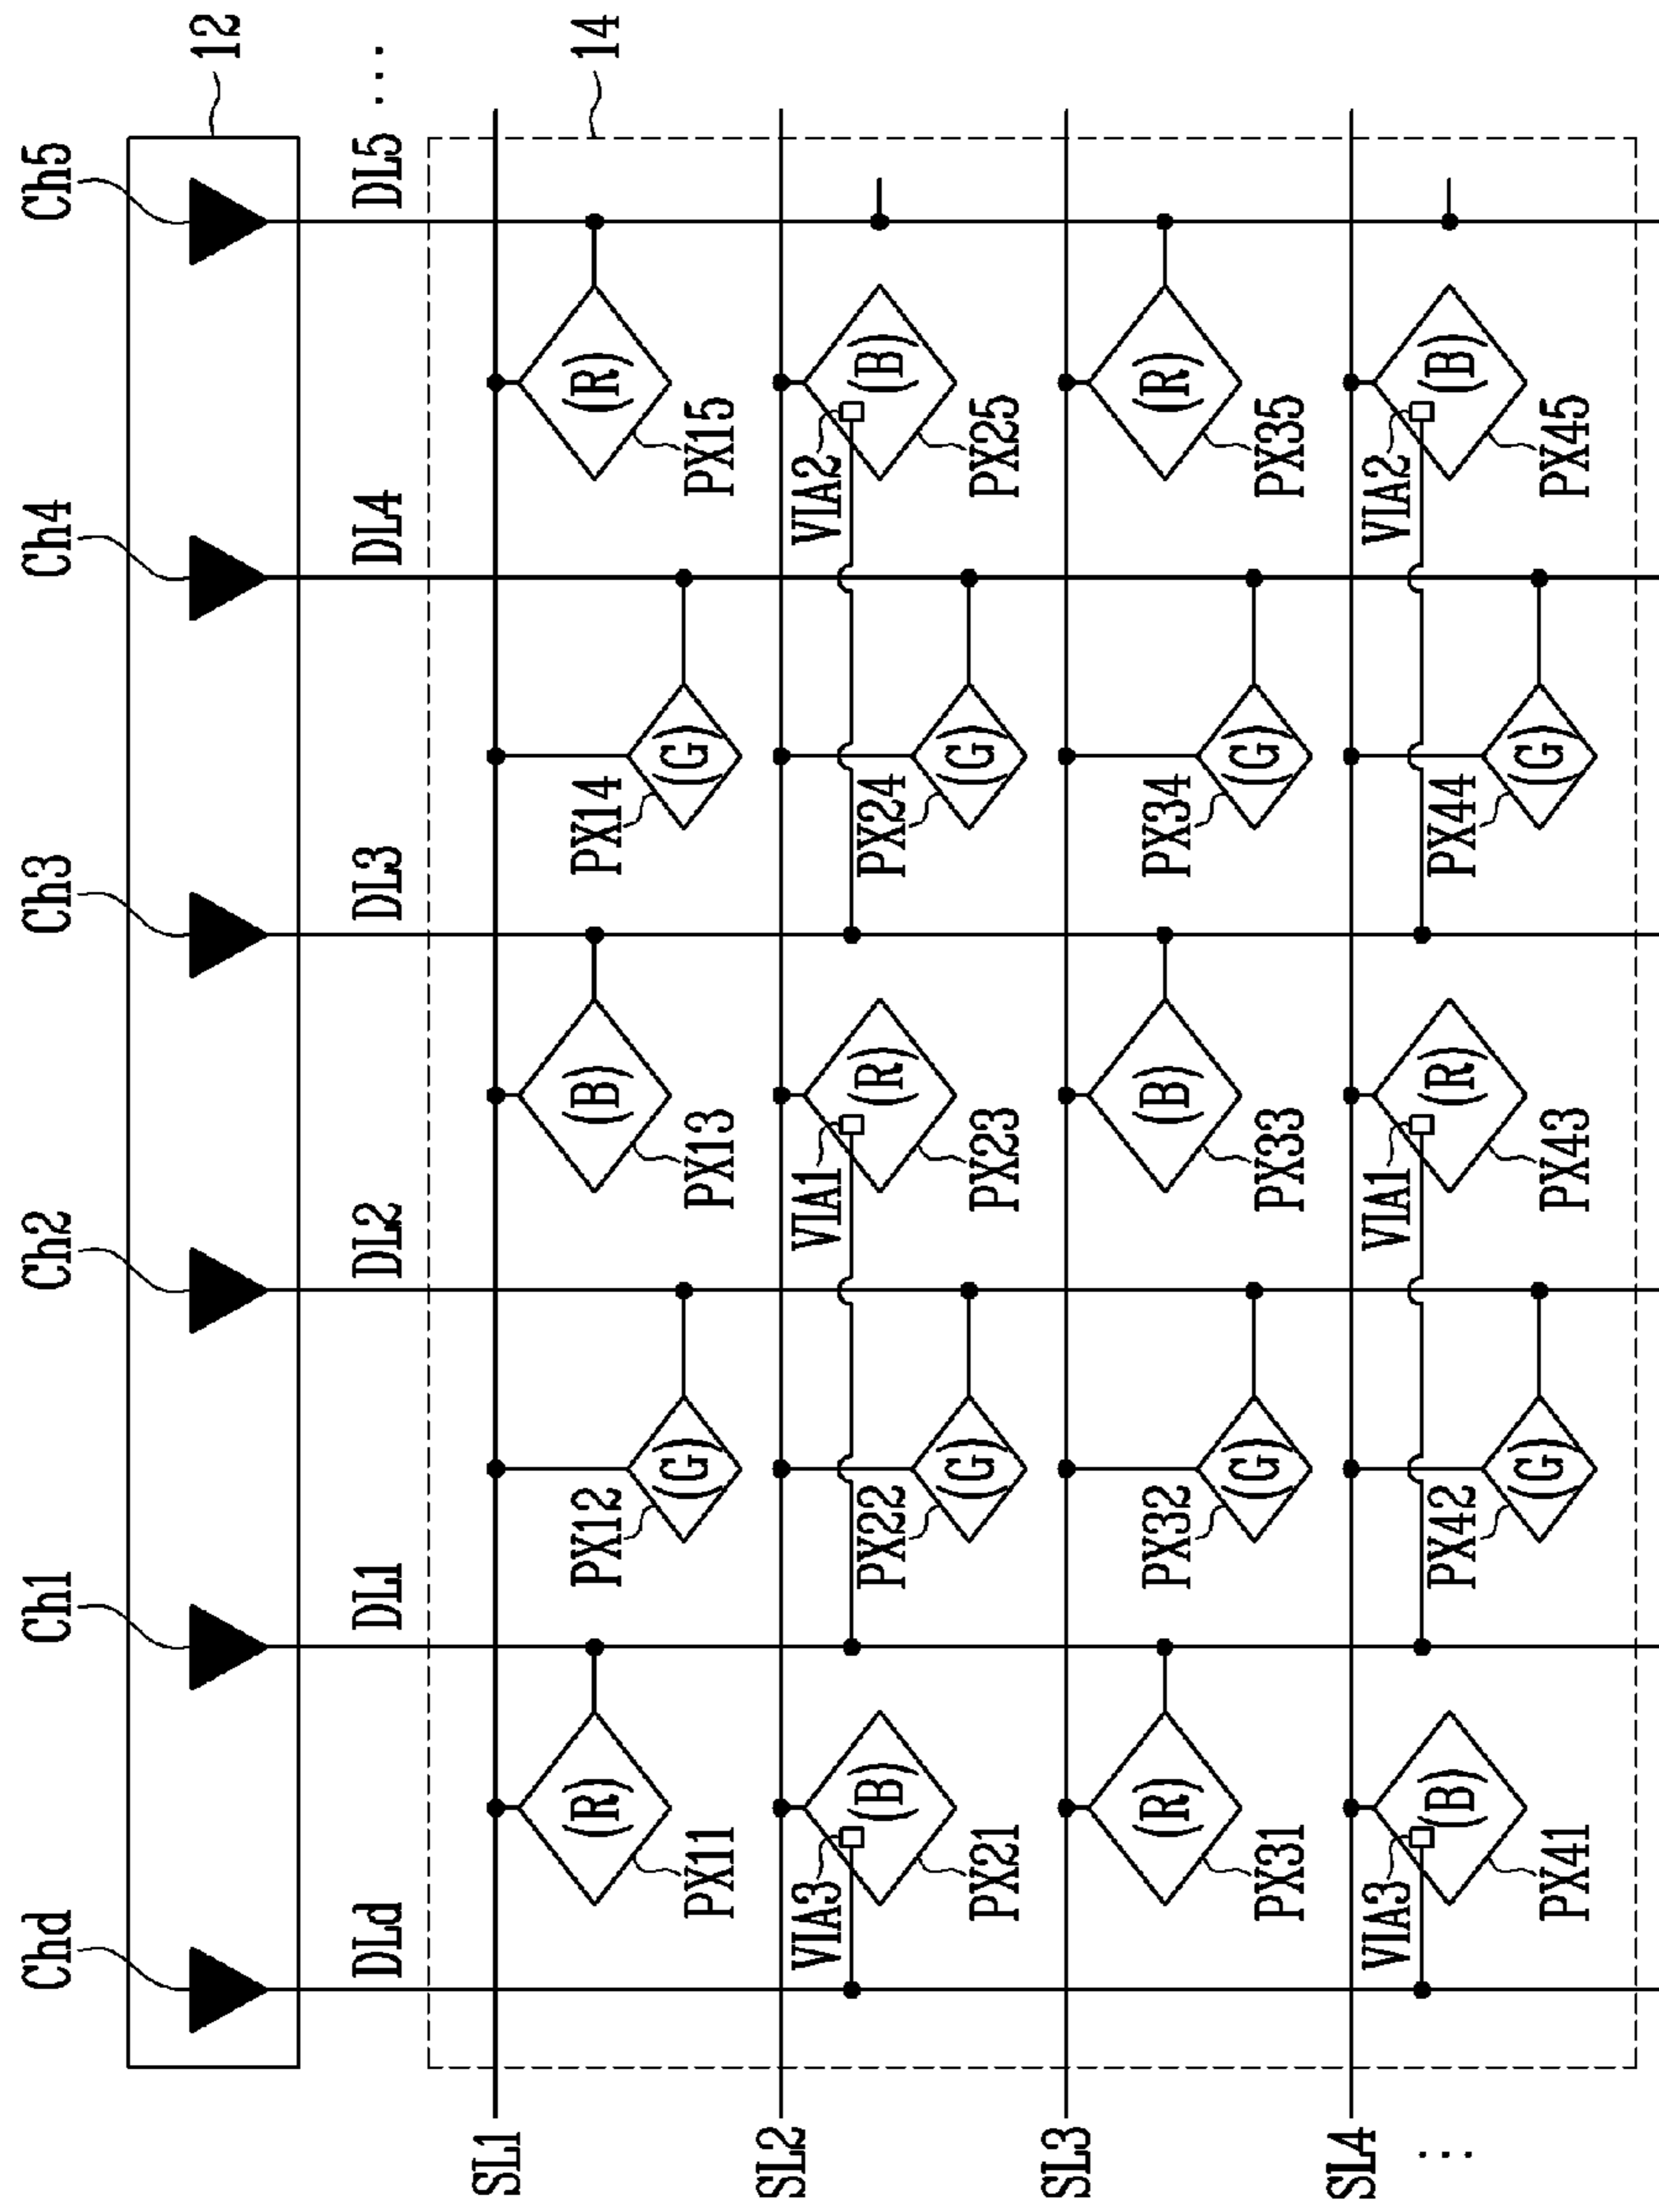 Chd Ch1 Ch2 Ch3 Ch4 Ch5
12
DLd DL1 DL2 DL3 DL4 DL5 ...
14
SL1
(R) (B) (R)
PX12 (G) PX14 (G)
PX11 PX13 PX15
SL2
VIA3 VIA1 VIA2
(B) (R) (B)
PX22 (G) PX24 (G)
PX21 PX23 PX25
SL3
(R) (B) (R)
PX32 (G) PX34 (G)
PX31 PX33 PX35
SL4
VIA3 VIA1 VIA2
(B) (R) (B)
PX42 (G) PX44 (G)
...
PX41 PX43 PX45